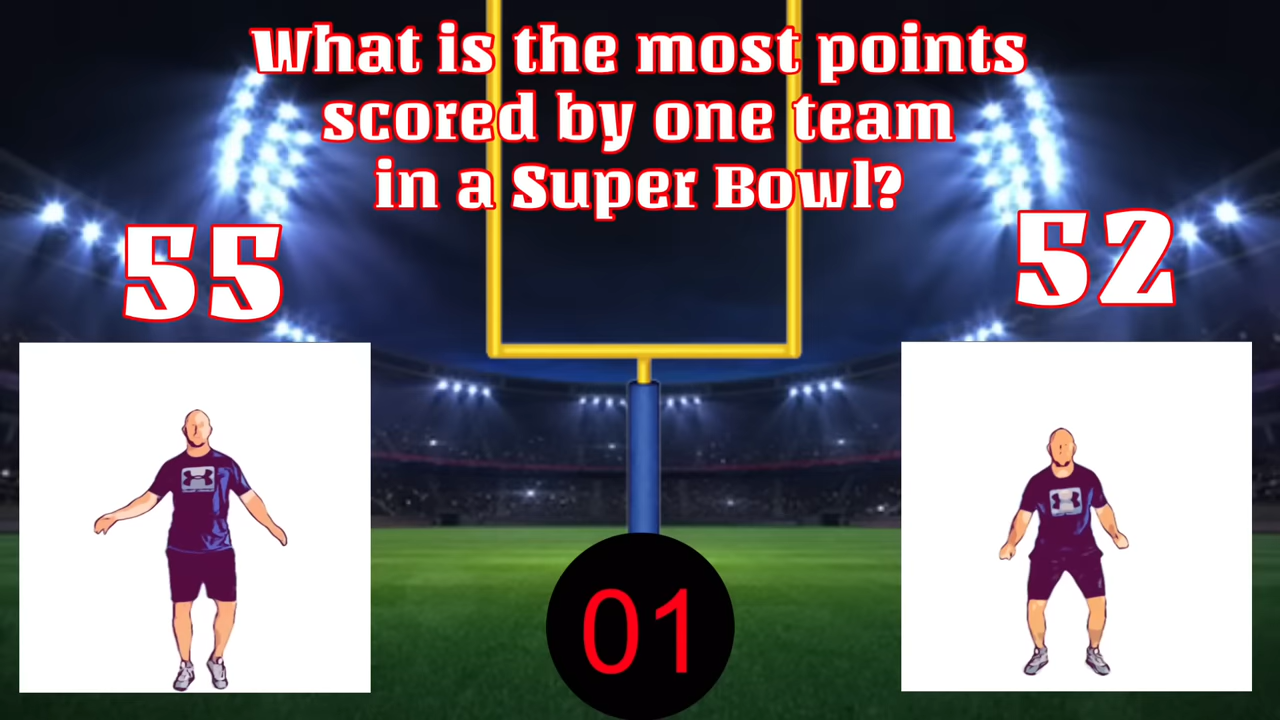 What is the most points
scored by one team
in a Super Bowl?
55
52
01